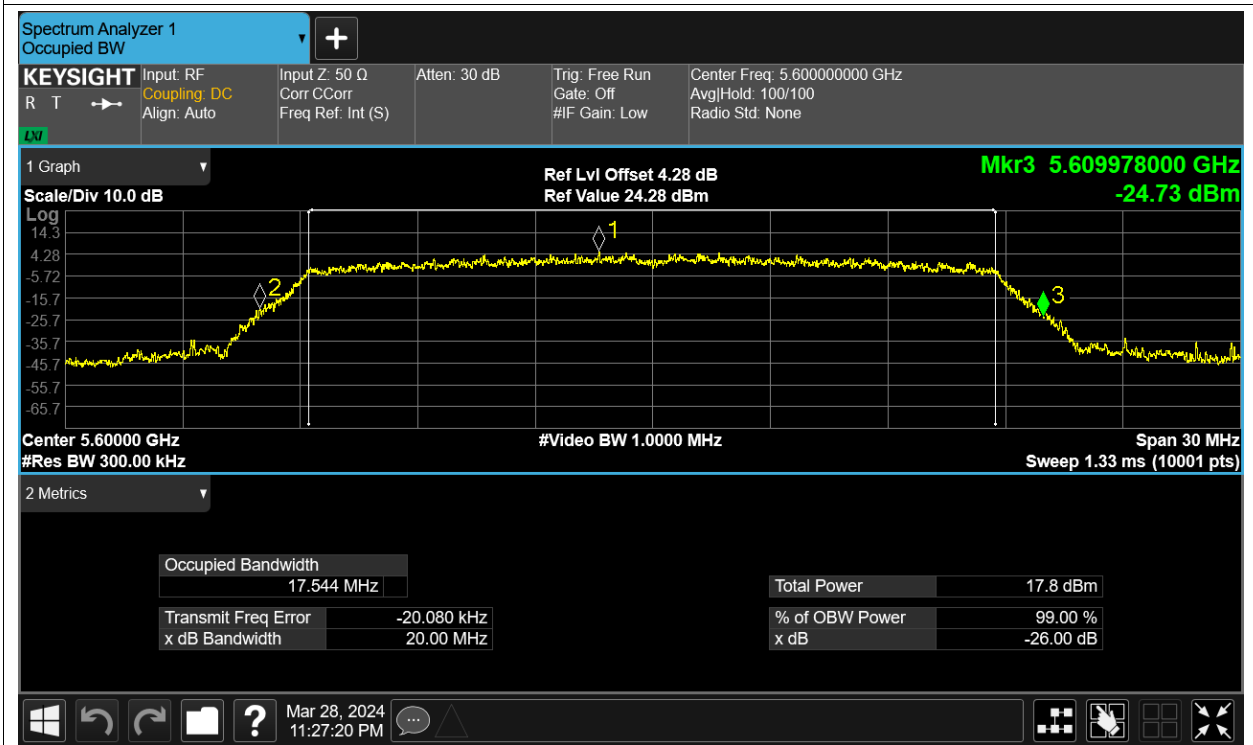 Spectrum Analyzer 1
Occupied BW
KEYSIGHT
R T
LXI
Input: RF
Coupling: DC
Align: Auto
Input Z: 50 Ω
Corr CCorr
Freq Ref: Int (S)
Atten: 30 dB
Trig: Free Run
Gate: Off
#IF Gain: Low
Center Freq: 5.600000000 GHz
Avg|Hold: 100/100
Radio Std: None
1 Graph
Scale/Div 10.0 dB
Ref Lvl Offset 4.28 dB
Ref Value 24.28 dBm
Mkr3 5.609978000 GHz
-24.73 dBm
Log
14.3
4.28
-5.72
-15.7
-25.7
-35.7
-45.7
-55.7
-65.7
1
2
3
Center 5.60000 GHz
#Res BW 300.00 kHz
#Video BW 1.0000 MHz
Span 30 MHz
Sweep 1.33 ms (10001 pts)
2 Metrics
Occupied Bandwidth
17.544 MHz
Transmit Freq Error -20.080 kHz
x dB Bandwidth 20.00 MHz
Total Power 17.8 dBm
% of OBW Power 99.00 %
x dB -26.00 dB
?
Mar 28, 2024
11:27:20 PM